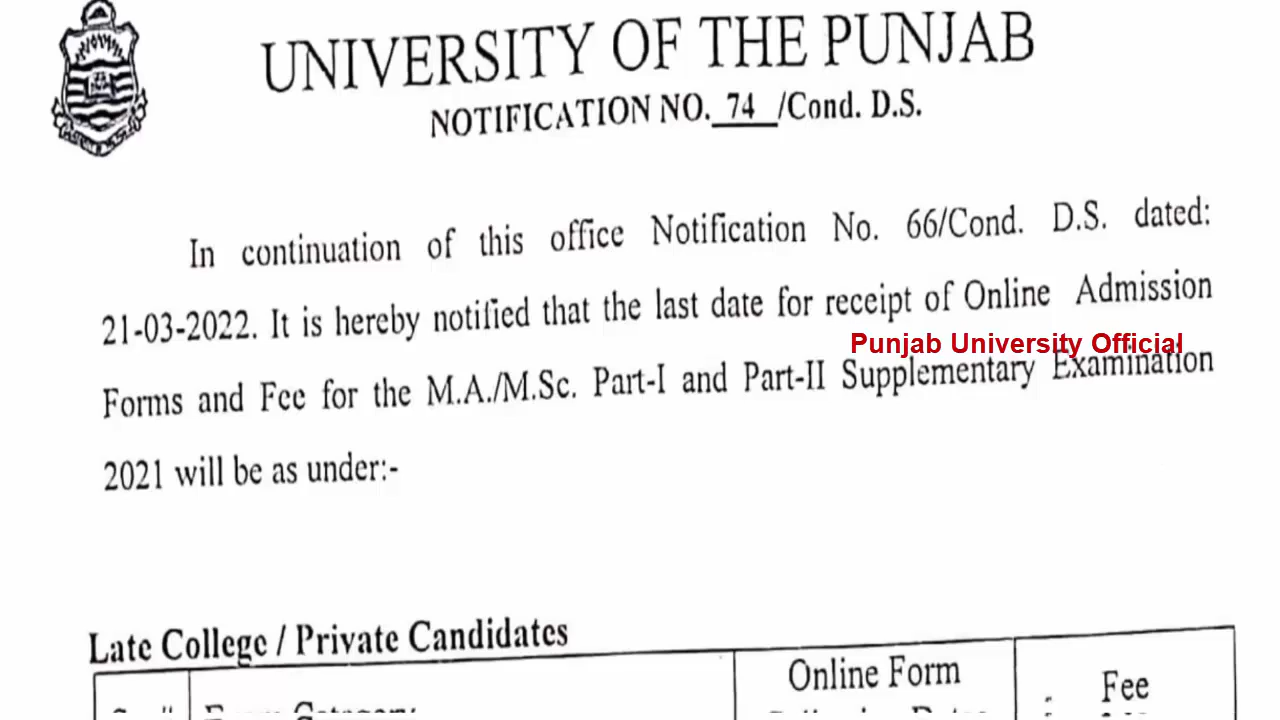 UNIVERSITY OF THE PUNJAB
NOTIFICATION NO. 74 /Cond. D.S.
In continuation of this office Notification No. 66/Cond. D.S. dated:
21-03-2022. It is hereby notified that the last date for receipt of Online Admission
Punjab University Official
Forms and Fee for the M.A./M.Sc. Part-I and Part-II Supplementary Examination
2021 will be as under:-
Late College / Private Candidates
Online Form
Fee